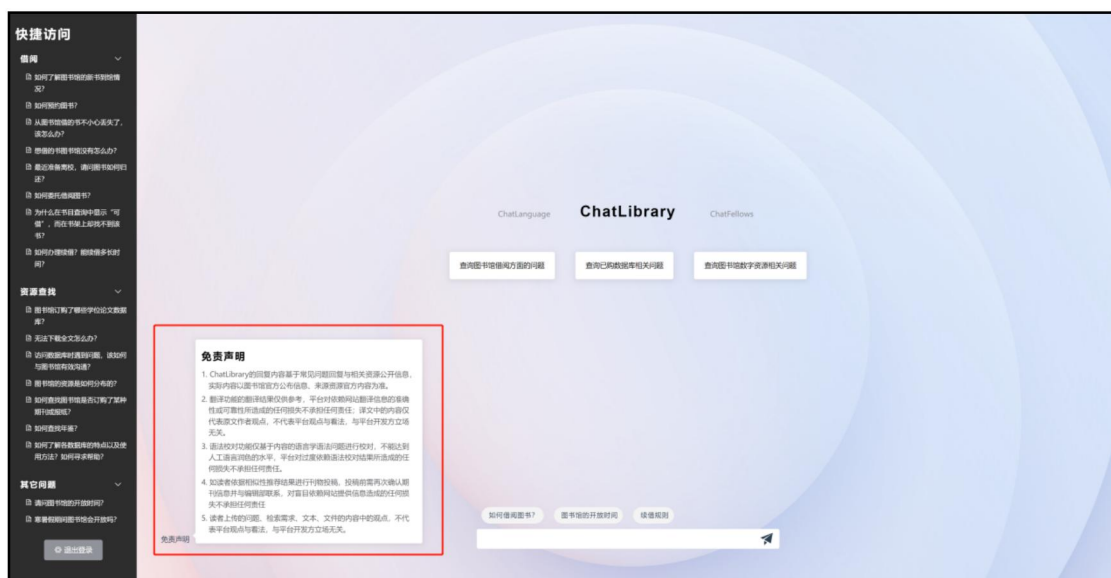 快捷访问
借阅
如何了解图书馆的新书到馆情
况?
如何预约图书?
从图书馆借的书不小心丢失了,
该怎么办?
想借的书图书馆没有怎么办?
最近准备离校, 请问图书如何归
还?
如何委托借阅图书?
为什么在书目查询中显示“可
借”, 而在书架上却找不到该
书?
如何办理续借? 能续借多长时
间?
资源查找
图书馆订购了哪些学位论文数据
库?
无法下载全文怎么办?
访问数据库时遇到问题, 该如何
与图书馆有效沟通?
图书馆的资源是如何分布的?
如何查找图书馆是否订购了某种
期刊或报纸?
如何查找年鉴?
如何了解各数据库的特点以及使
用方法? 如何寻求帮助?
其它问题
请问图书馆的开放时间?
寒暑假期间图书馆会开放吗?
退出登录
ChatLanguage
ChatLibrary
ChatFellows
查询图书馆借阅方面的问题
查询已购数据库相关问题
查询图书馆数字资源相关问题
免责声明
1. ChatLibrary的回复内容基于常见问题回复与相关资源公开信息,
实际内容以图书馆官方公布信息、来源资源官方内容为准。
2. 翻译功能的翻译结果仅供参考, 平台对依赖网站翻译信息的准确
性或可靠性所造成的任何损失不承担任何责任; 译文中的内容仅
代表原文作者观点, 不代表平台观点与看法, 与平台开发方立场
无关。
3. 语法校对功能仅基于内容的语言学语法问题进行校对, 不能达到
人工语言润色的水平, 平台对过度依赖语法校对结果所造成的任
何损失不承担任何责任。
4. 如读者依据相似性推荐结果进行刊物投稿, 投稿前需再次确认期
刊信息并与编辑部联系, 对盲目依赖网站提供信息造成的任何损
失不承担任何责任
5. 读者上传的问题、检索需求、文本、文件的内容中的观点, 不代
表平台观点与看法, 与平台开发方立场无关。
免责声明
如何借阅图书?
图书馆的开放时间
续借规则